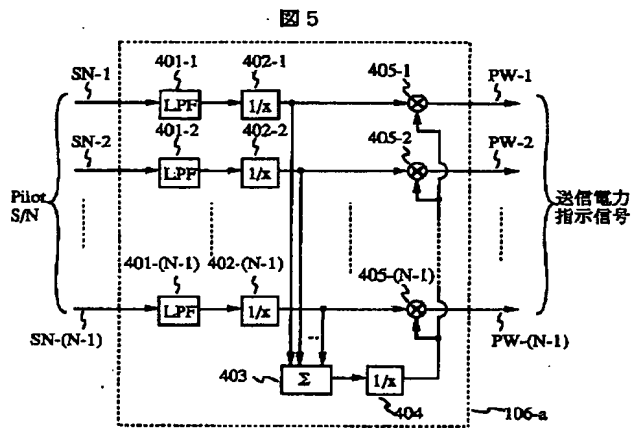 図5
SN-1
401-1
402-1
405-1
PW-1
LPF
1/x
SN-2
401-2
402-2
405-2
PW-2
LPF
1/x
Pilot
S/N
送信電力
指示信号
401-(N-1)
402-(N-1)
405-(N-1)
LPF
1/x
SN-(N-1)
PW-(N-1)
403
Σ
1/x
404
106-a